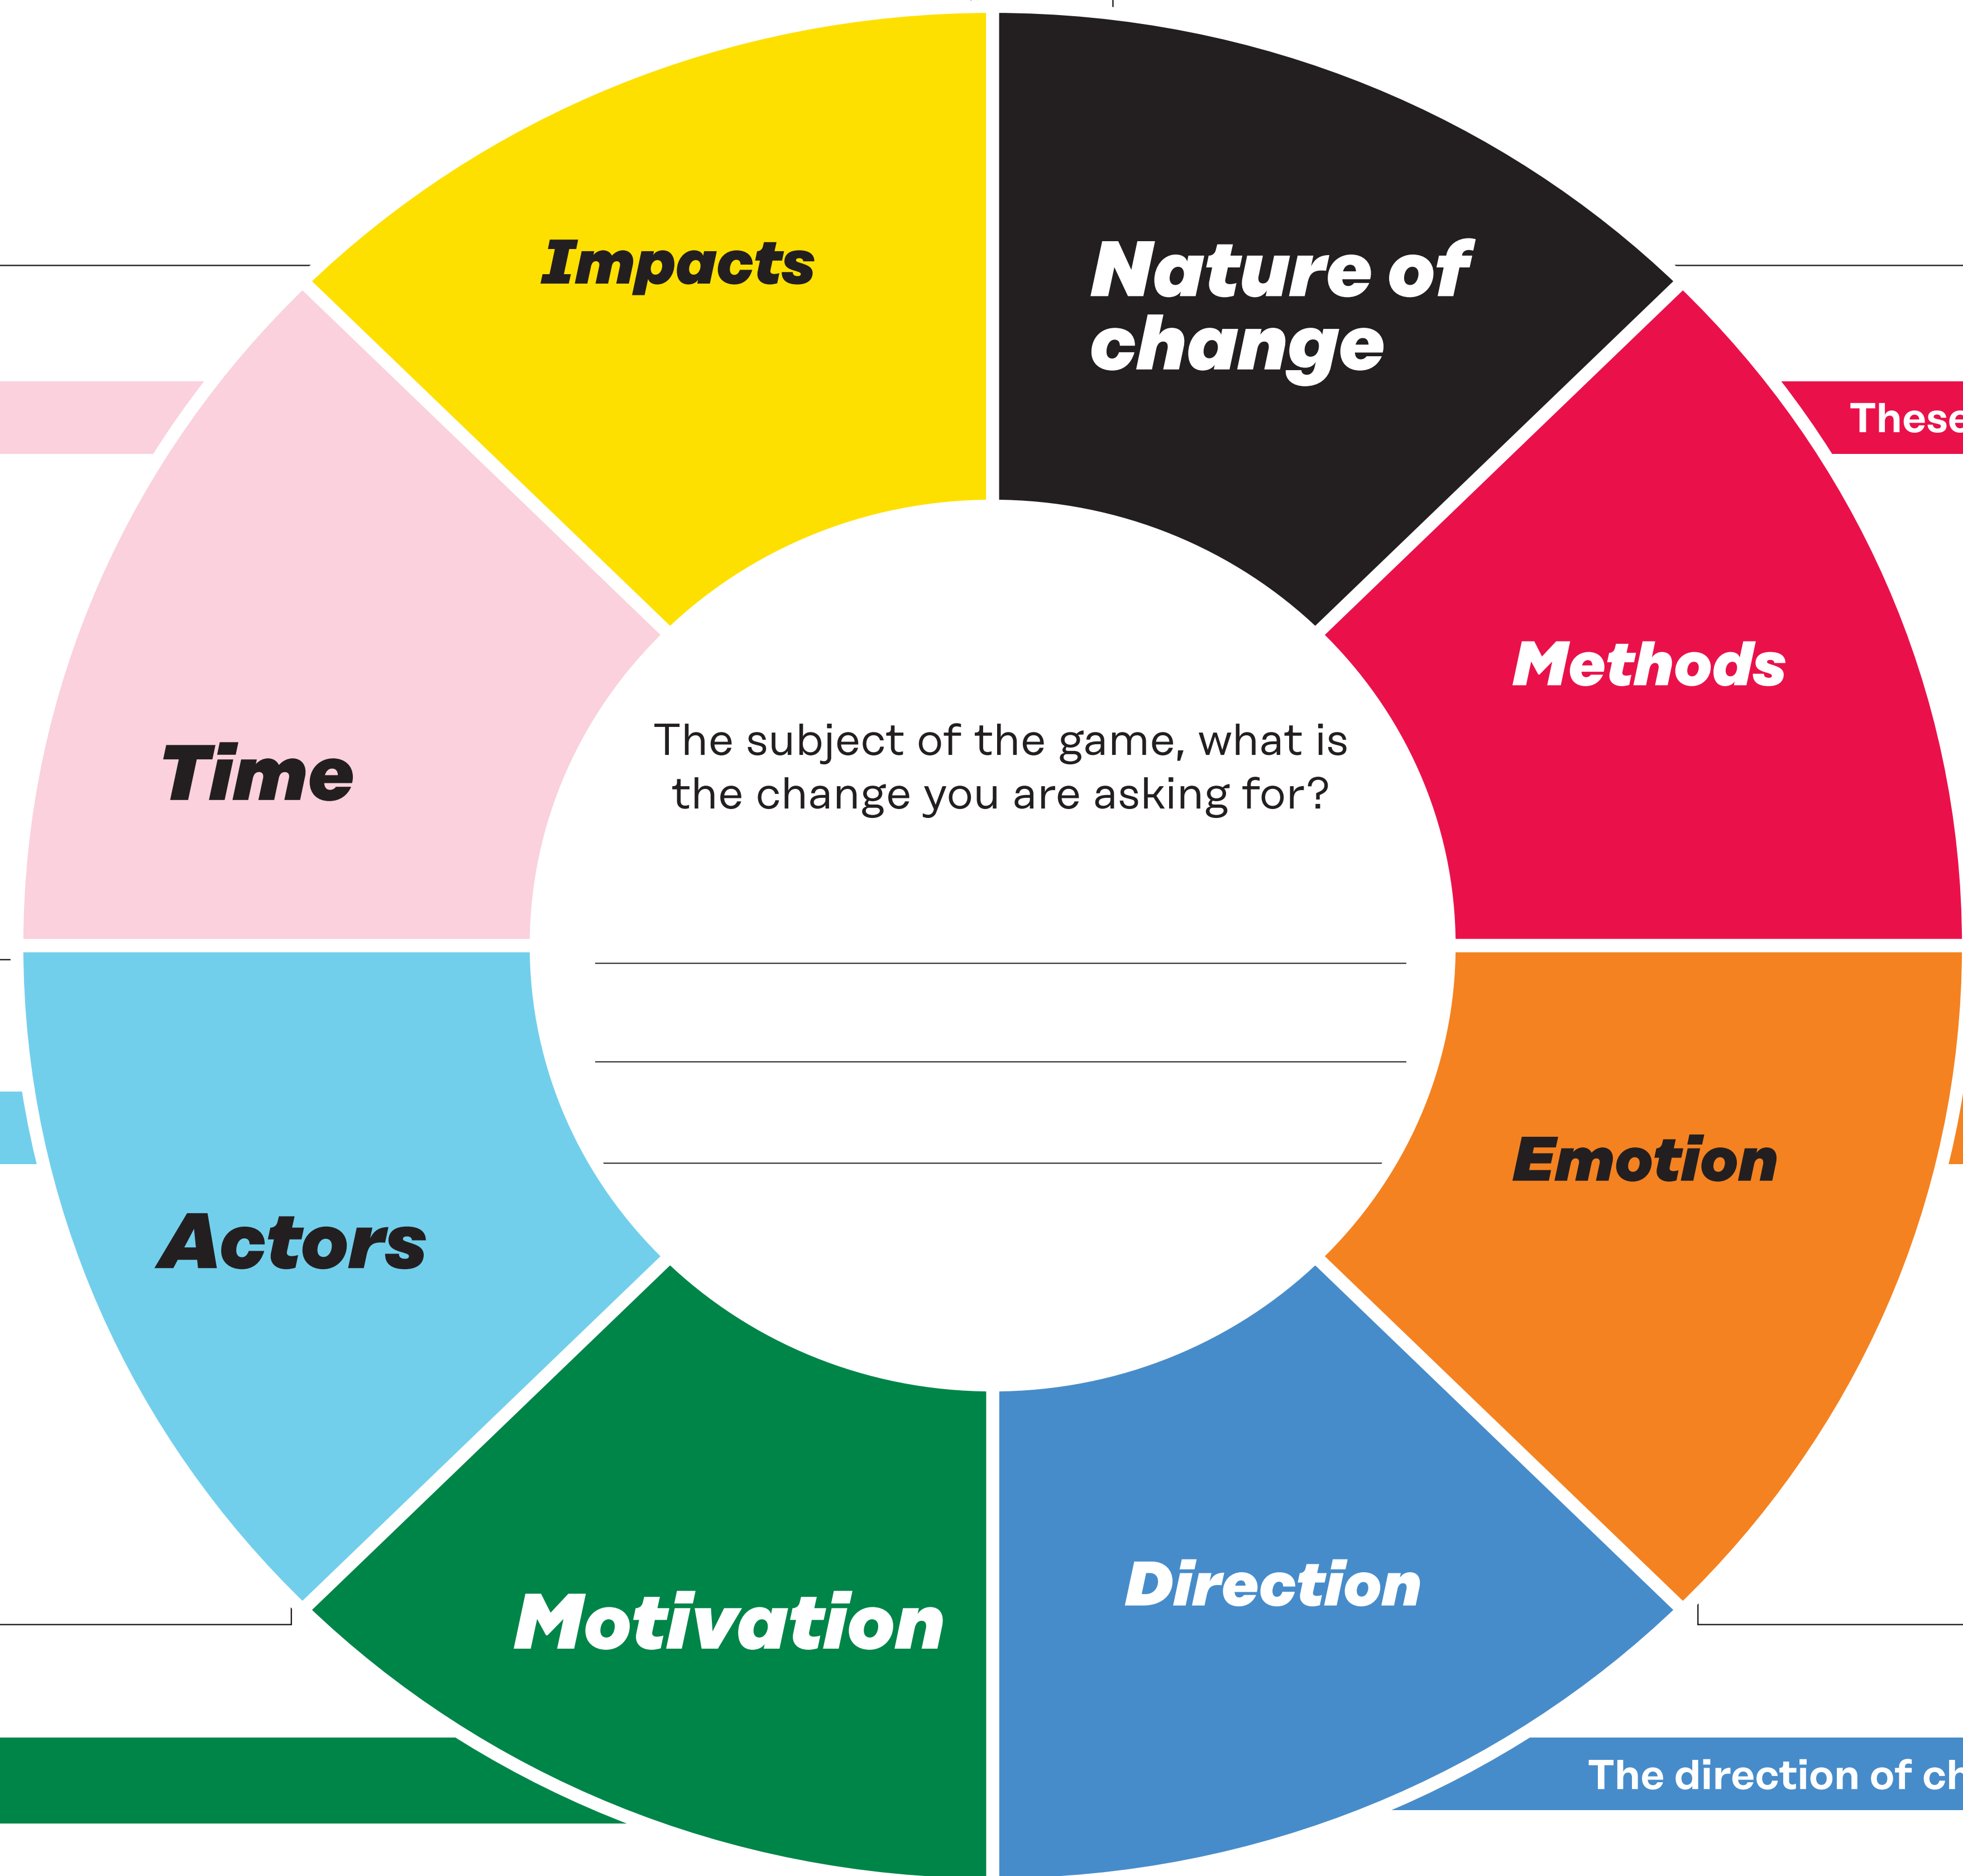 Impacts
Nature of
change
These
Methods
Time
The subject of the game, what is
the change you are asking for?
Emotion
Actors
Direction
Motivation
The direction of